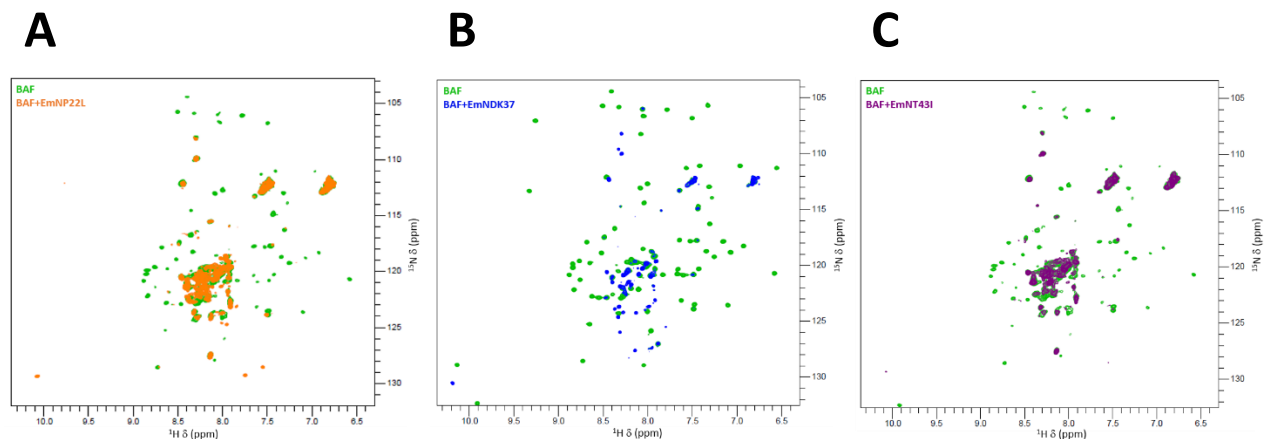 A
B
C
BAF
BAF+EmNP22L
BAF
BAF+EmNDK37
BAF
BAF+EmNT43I
105
110
115
120
125
130
¹⁵N δ (ppm)
10.0 9.5 9.0 8.5 8.0 7.5 7.0 6.5
¹H δ (ppm)
105
110
115
120
125
130
¹⁵N δ (ppm)
10.0 9.5 9.0 8.5 8.0 7.5 7.0 6.5
¹H δ (ppm)
105
110
115
120
125
130
¹⁵N δ (ppm)
10.0 9.5 9.0 8.5 8.0 7.5 7.0 6.5
¹H δ (ppm)